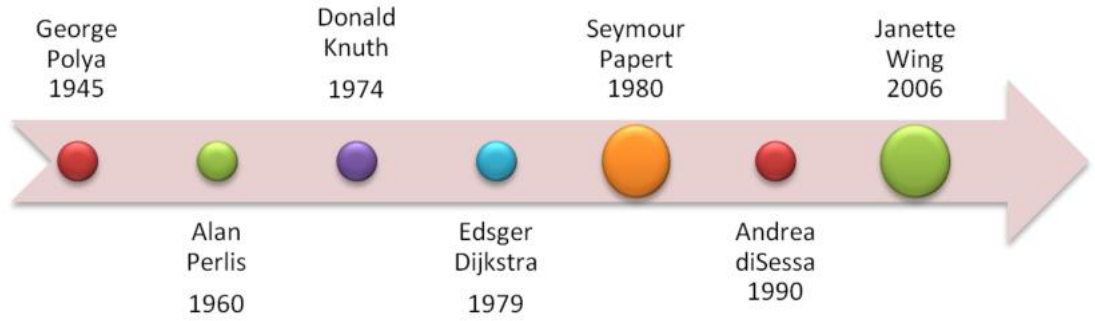 George
Polya
1945
Alan
Perlis
1960
Donald
Knuth
1974
Edsger
Dijkstra
1979
Seymour
Papert
1980
Andrea
diSessa
1990
Janette
Wing
2006